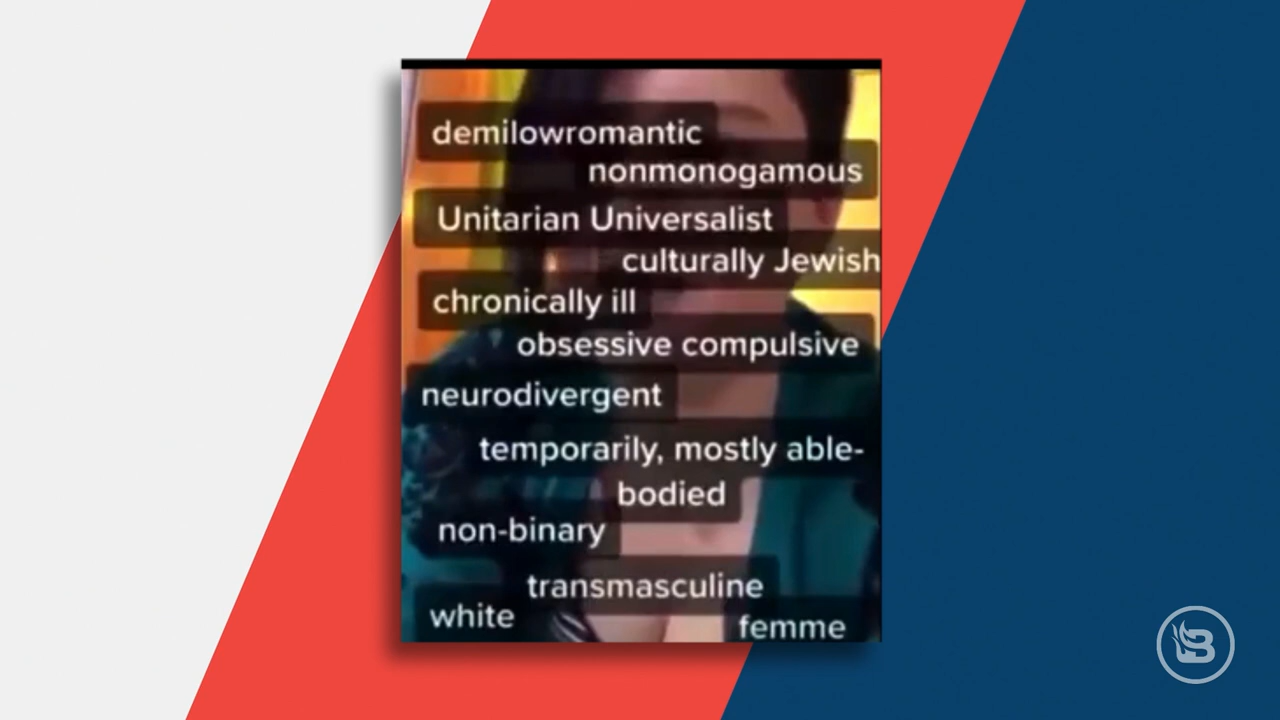 demilowromantic
nonmonogamous
Unitarian Universalist
culturally Jewish
chronically ill
obsessive compulsive
neurodivergent
temporarily, mostly able-
bodied
non-binary
transmasculine
white
femme
B